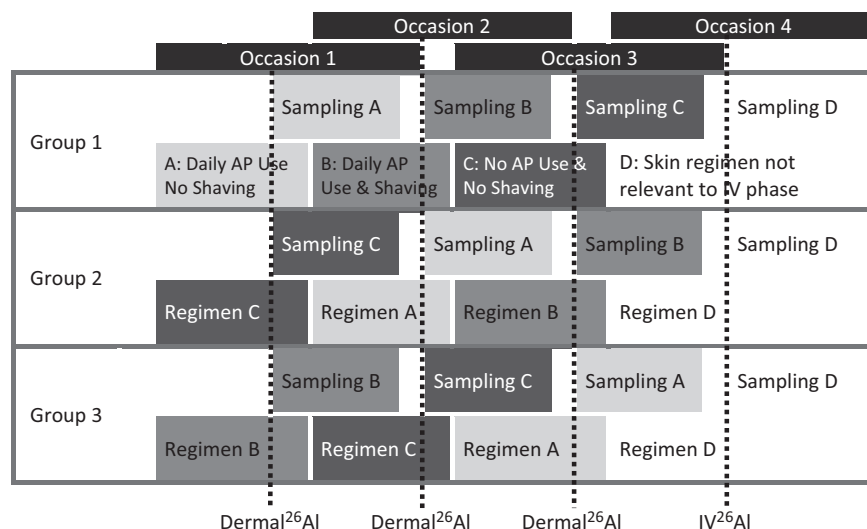 Occasion 2
Occasion 4
Occasion 1
Occasion 3
Group 1
Sampling A
Sampling B
Sampling C
Sampling D
A: Daily AP Use
No Shaving
B: Daily AP
Use & Shaving
C: No AP Use &
No Shaving
D: Skin regimen not
relevant to IV phase
Group 2
Sampling C
Sampling A
Sampling B
Sampling D
Regimen C
Regimen A
Regimen B
Regimen D
Group 3
Sampling B
Sampling C
Sampling A
Sampling D
Regimen B
Regimen C
Regimen A
Regimen D
Dermal²⁶Al
Dermal²⁶Al
Dermal²⁶Al
IV²⁶Al